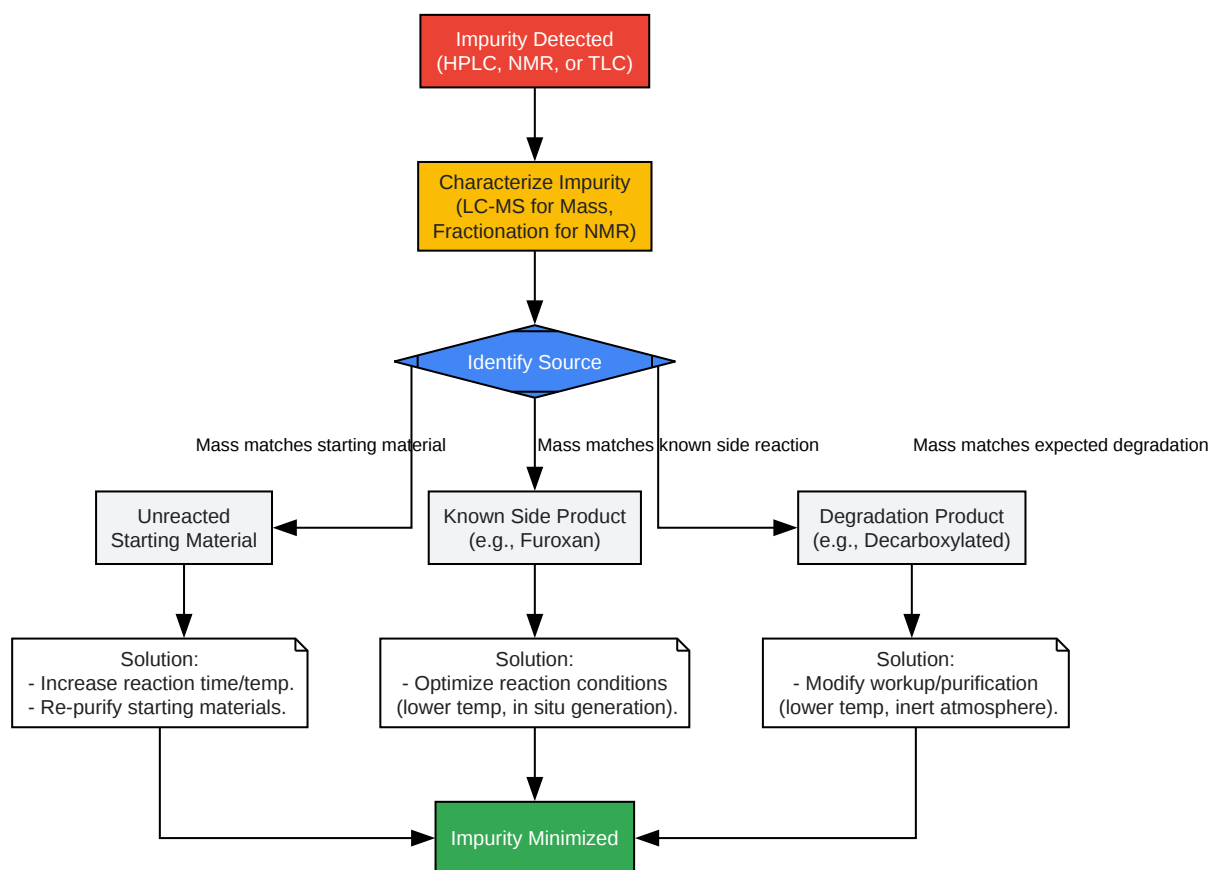 Impurity Detected
(HPLC, NMR, or TLC)
Characterize Impurity
(LC-MS for Mass,
Fractionation for NMR)
Identify Source
Mass matches starting material
Mass matches known side reaction
Mass matches expected degradation
Unreacted
Starting Material
Known Side Product
(e.g., Furoxan)
Degradation Product
(e.g., Decarboxylated)
Solution:
- Increase reaction time/temp.
- Re-purify starting materials.
Solution:
- Optimize reaction conditions
(lower temp, in situ generation).
Solution:
- Modify workup/purification
(lower temp, inert atmosphere).
Impurity Minimized